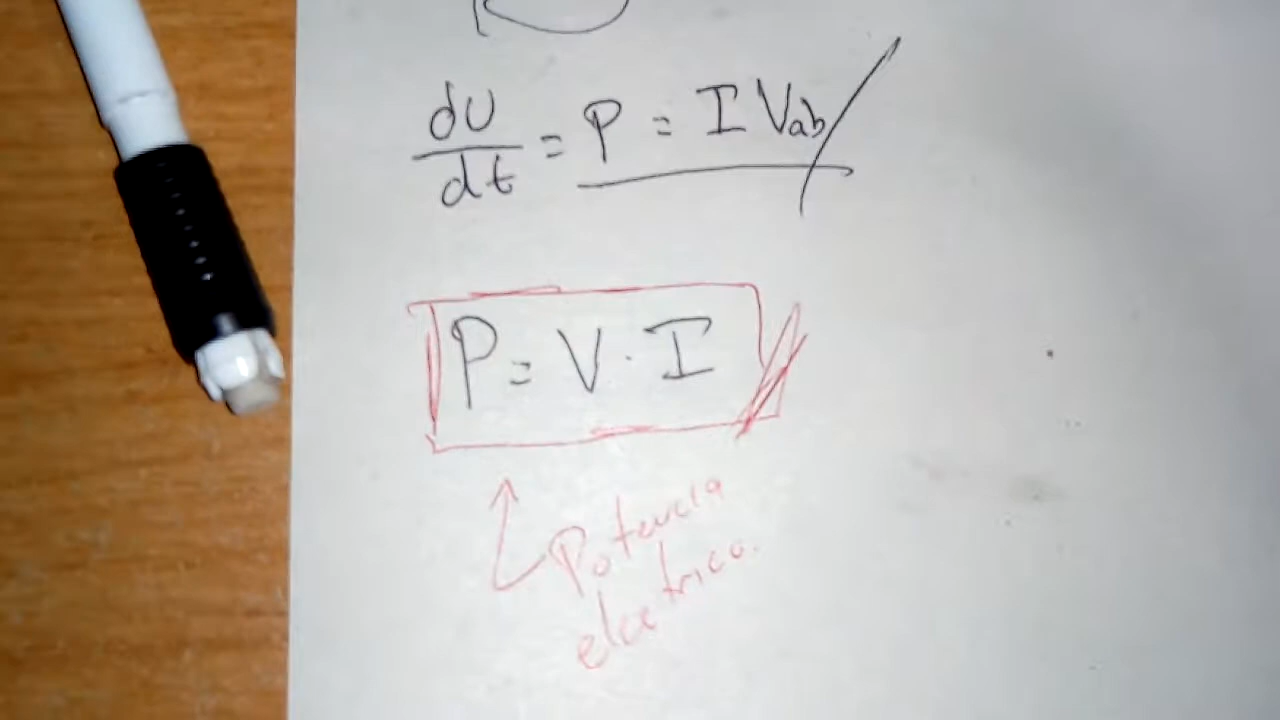 dU/dt = P = I Vab
P = V · I
Potencia
electrico.